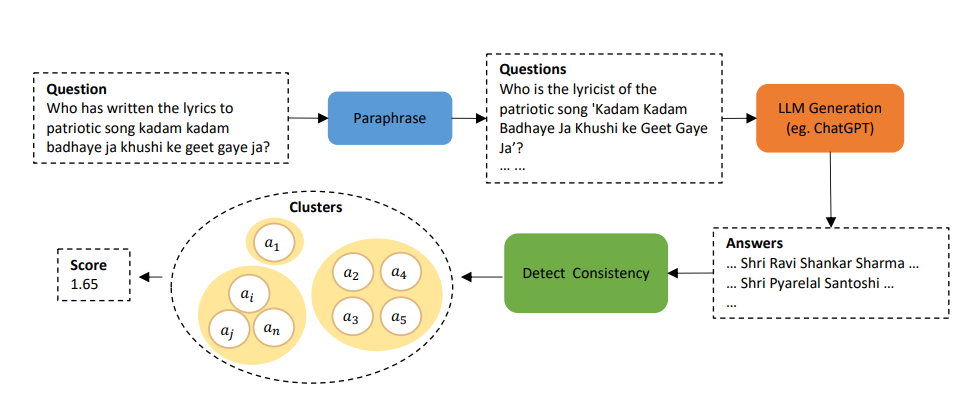 Question
Who has written the lyrics to
patriotic song kadam kadam
badhaye ja khushi ke geet gaye ja?
Paraphrase
Questions
Who is the lyricist of the
patriotic song 'Kadam Kadam
Badhaye Ja Khushi ke Geet Gaye
Ja’?
... ...
LLM Generation
(eg. ChatGPT)
Answers
... Shri Ravi Shankar Sharma ...
... Shri Pyarelal Santoshi ...
...
Detect Consistency
Clusters
a₁
a₂ a₄
a₃ a₅
aᵢ
aⱼ aₙ
Score
1.65